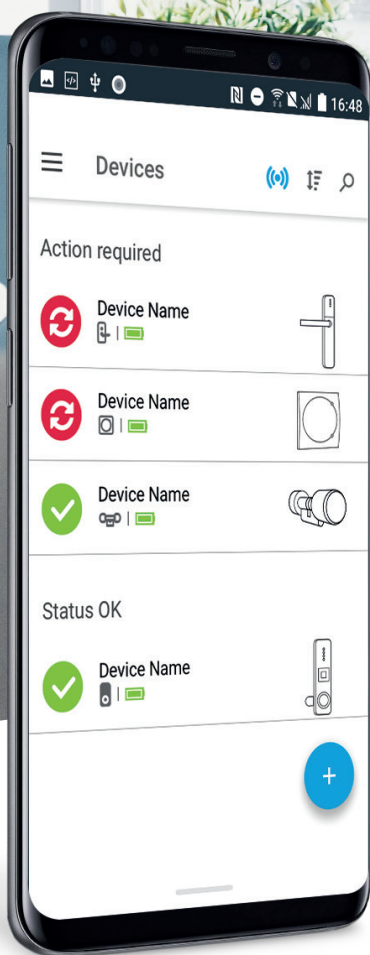 16:48
Devices
Action required
Device Name
Device Name
Device Name
Status OK
Device Name
+